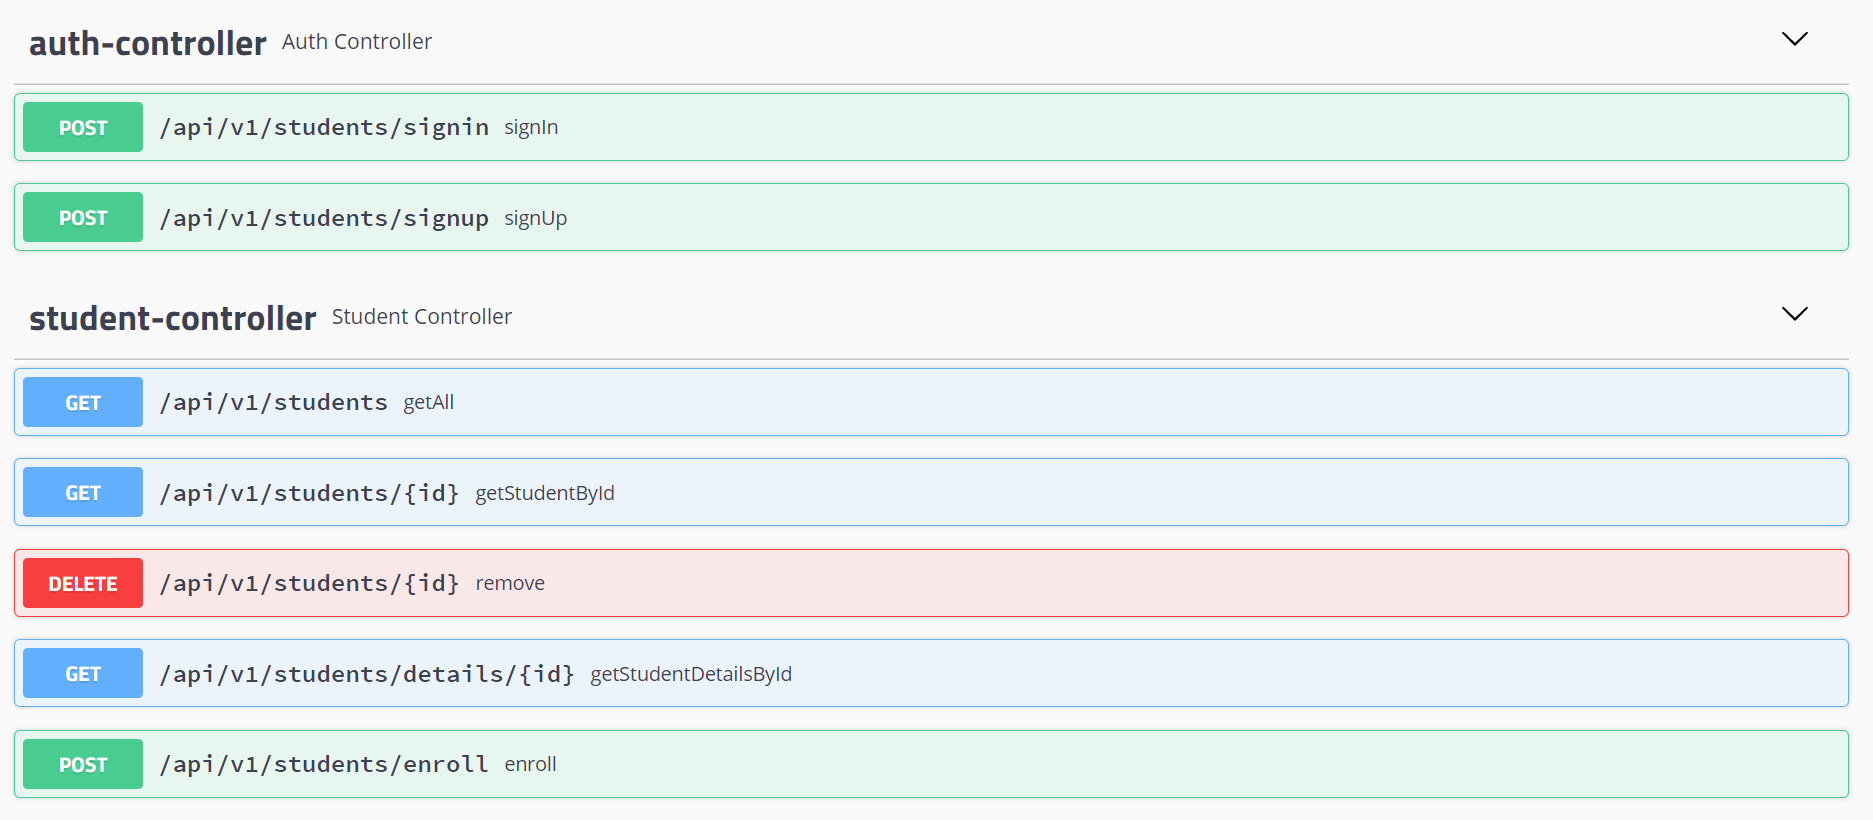 auth-controller Auth Controller
POST /api/v1/students/signin signIn
POST /api/v1/students/signup signUp
student-controller Student Controller
GET /api/v1/students getAll
GET /api/v1/students/{id} getStudentById
DELETE /api/v1/students/{id} remove
GET /api/v1/students/details/{id} getStudentDetailsById
POST /api/v1/students/enroll enroll